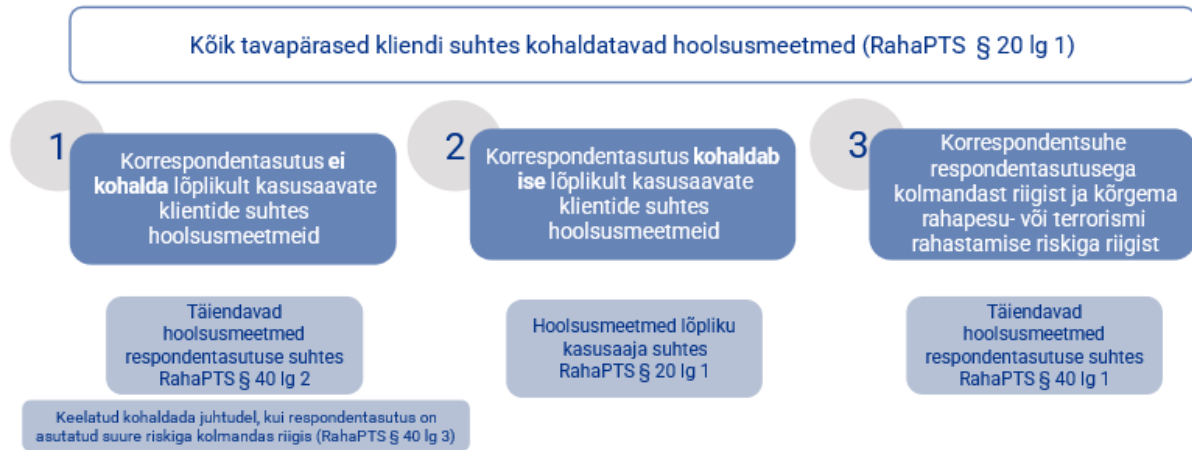 Kõik tavapärased kliendi suhtes kohaldatavad hoolsusmeetmed (RahaPTS § 20 lg 1)
1
Korrespondentasutus ei
kohalda lõplikult kasusaavate
klientide suhtes
hoolsusmeetmeid
Täiendavad
hoolsusmeetmed
respondentasutuse suhtes
RahaPTS § 40 lg 2
Keelatud kohaldada juhtudel, kui respondentasutus on
asutatud suure riskiga kolmandas riigis (RahaPTS § 40 lg 3)
2
Korrespondentasutus kohaldab
ise lõplikult kasusaavate
klientide suhtes
hoolsusmeetmeid
Hoolsusmeetmed lõpliku
kasusaaja suhtes
RahaPTS § 20 lg 1
3
Korrespondentsuhe
respondentasutusega
kolmandast riigist ja kõrgema
rahapesu- või terrorismi
rahastamise riskiga riigist
Täiendavad
hoolsusmeetmed
respondentasutuse suhtes
RahaPTS § 40 lg 1